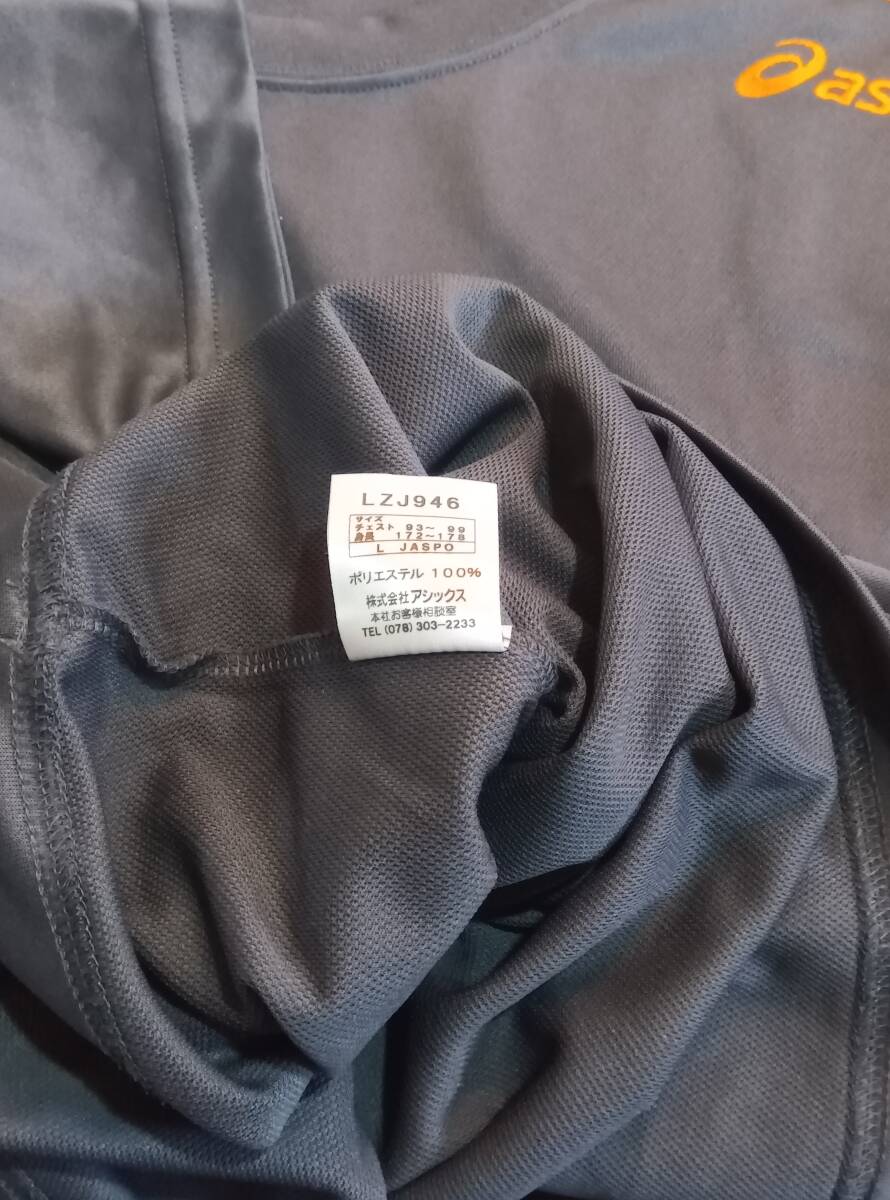 as
LZJ946
サイズ
チェスト 93～ 99
身長 172～178
L JASPO
ポリエステル 100%
株式会社アシックス
本社お客様相談室
TEL(078)303-2233